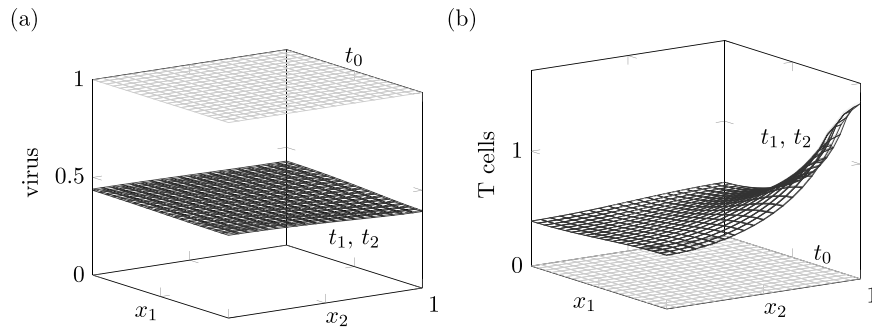 (a)
t₀
1
virus
0.5
t₁, t₂
0
x₁
x₂
1
(b)
T cells
1
t₁, t₂
t₀
0
x₁
x₂
1